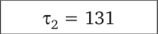 τ₂ = 131